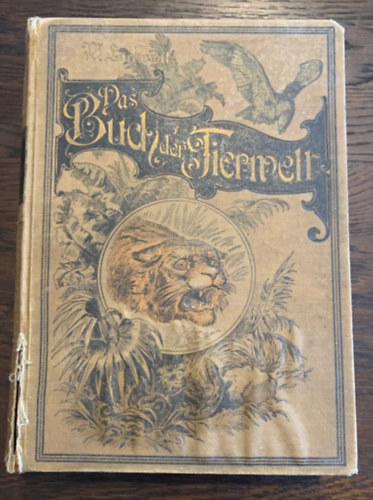 Das
Buch der Tierwelt